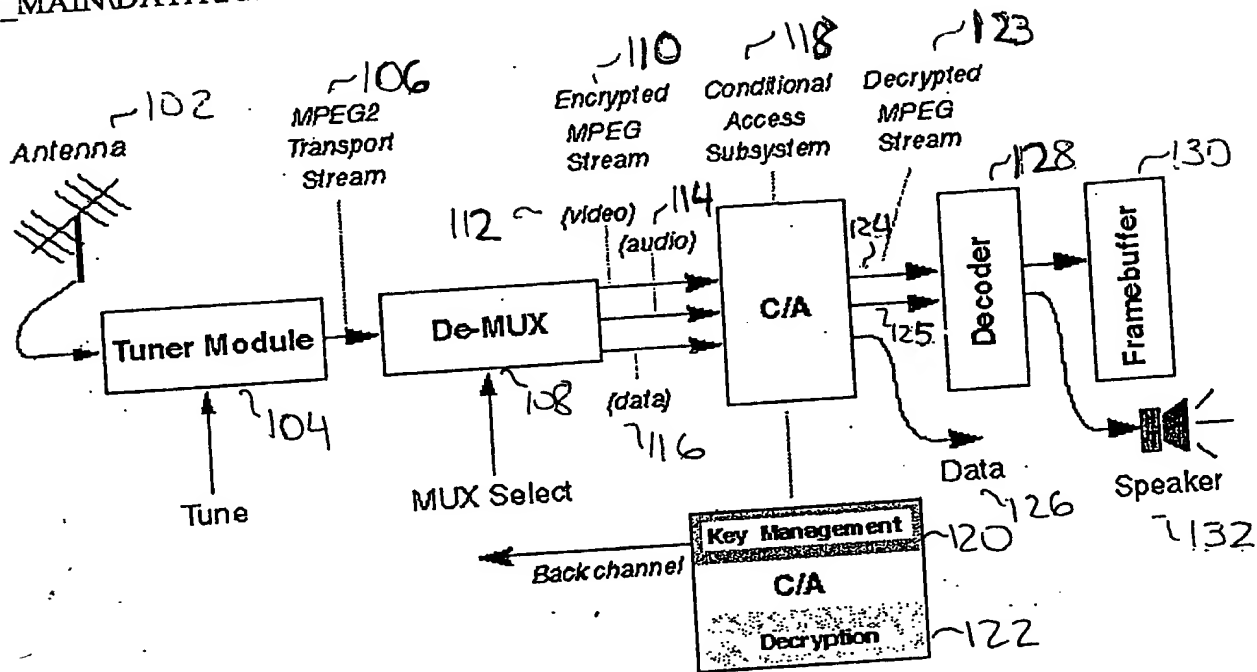 _MAIN\DATA
102
Antenna
106
MPEG2
Transport
Stream
110
Encrypted
MPEG
Stream
118
Conditional
Access
Subsystem
123
Decrypted
MPEG
Stream
112
{video}
114
{audio}
124
125
128
130
Tuner Module
De-MUX
C/A
Decoder
Framebuffer
104
108
{data}
116
Tune
MUX Select
Data
126
Speaker
132
Key Management
120
Back channel
C/A
Decryption
122